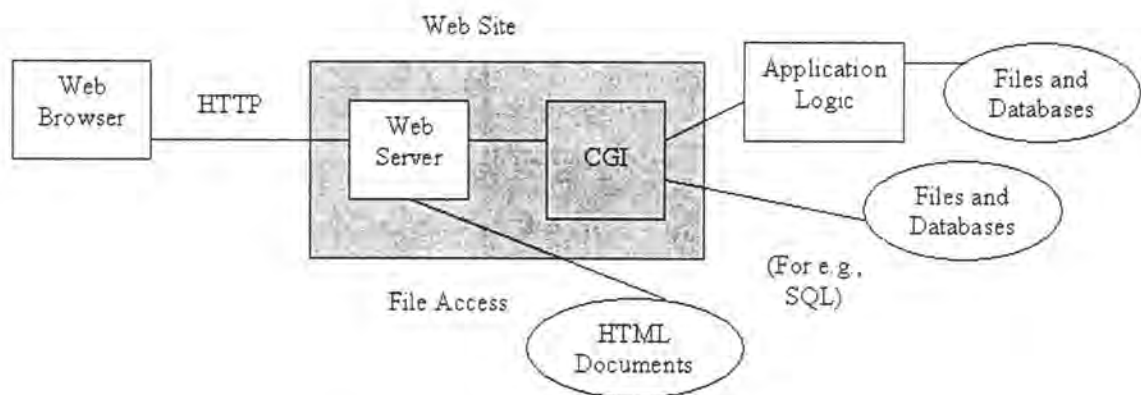 Web Site
Web
Browser
HTTP
Web
Server
CGI
Application
Logic
Files and
Databases
Files and
Databases
(For e.g.,
SQL)
File Access
HTML
Documents